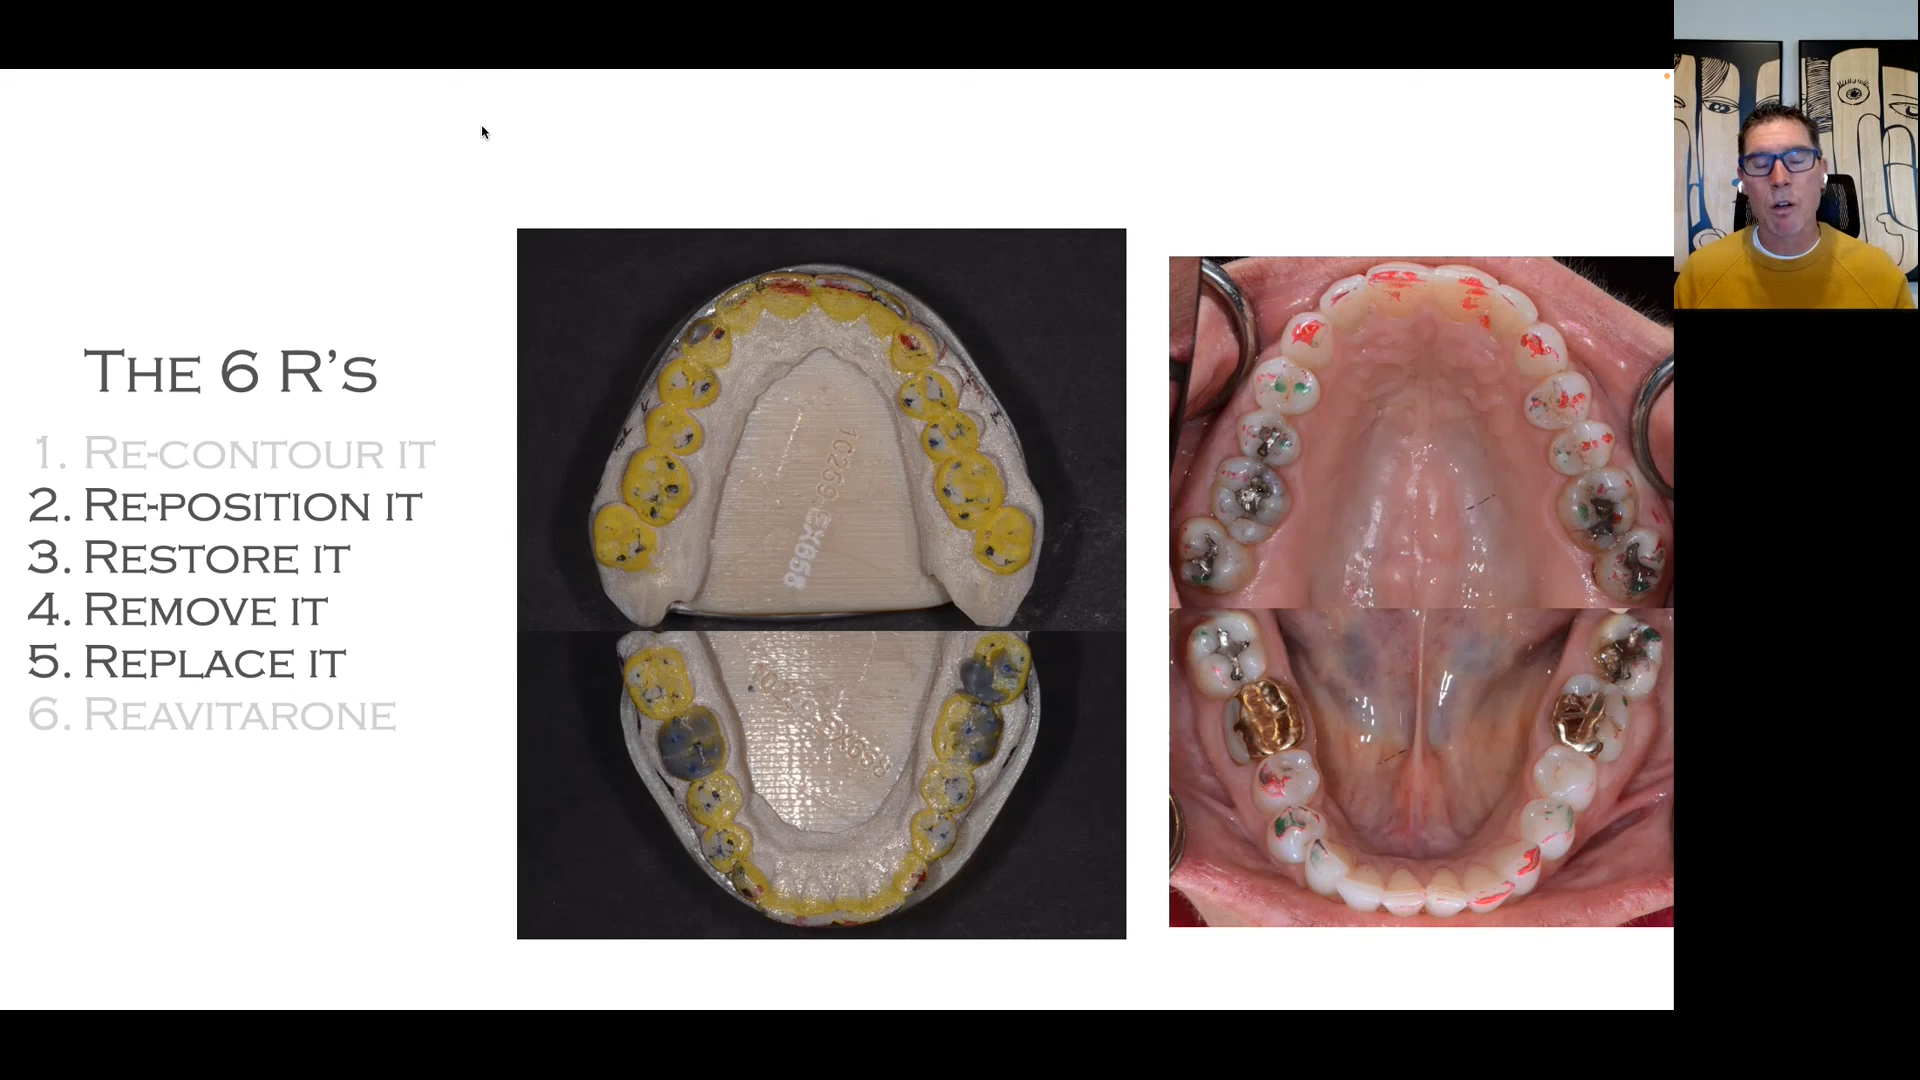 THE 6 R'S
1. RE-CONTOUR IT
2. RE-POSITION IT
3. RESTORE IT
4. REMOVE IT
5. REPLACE IT
6. REAVITARONE